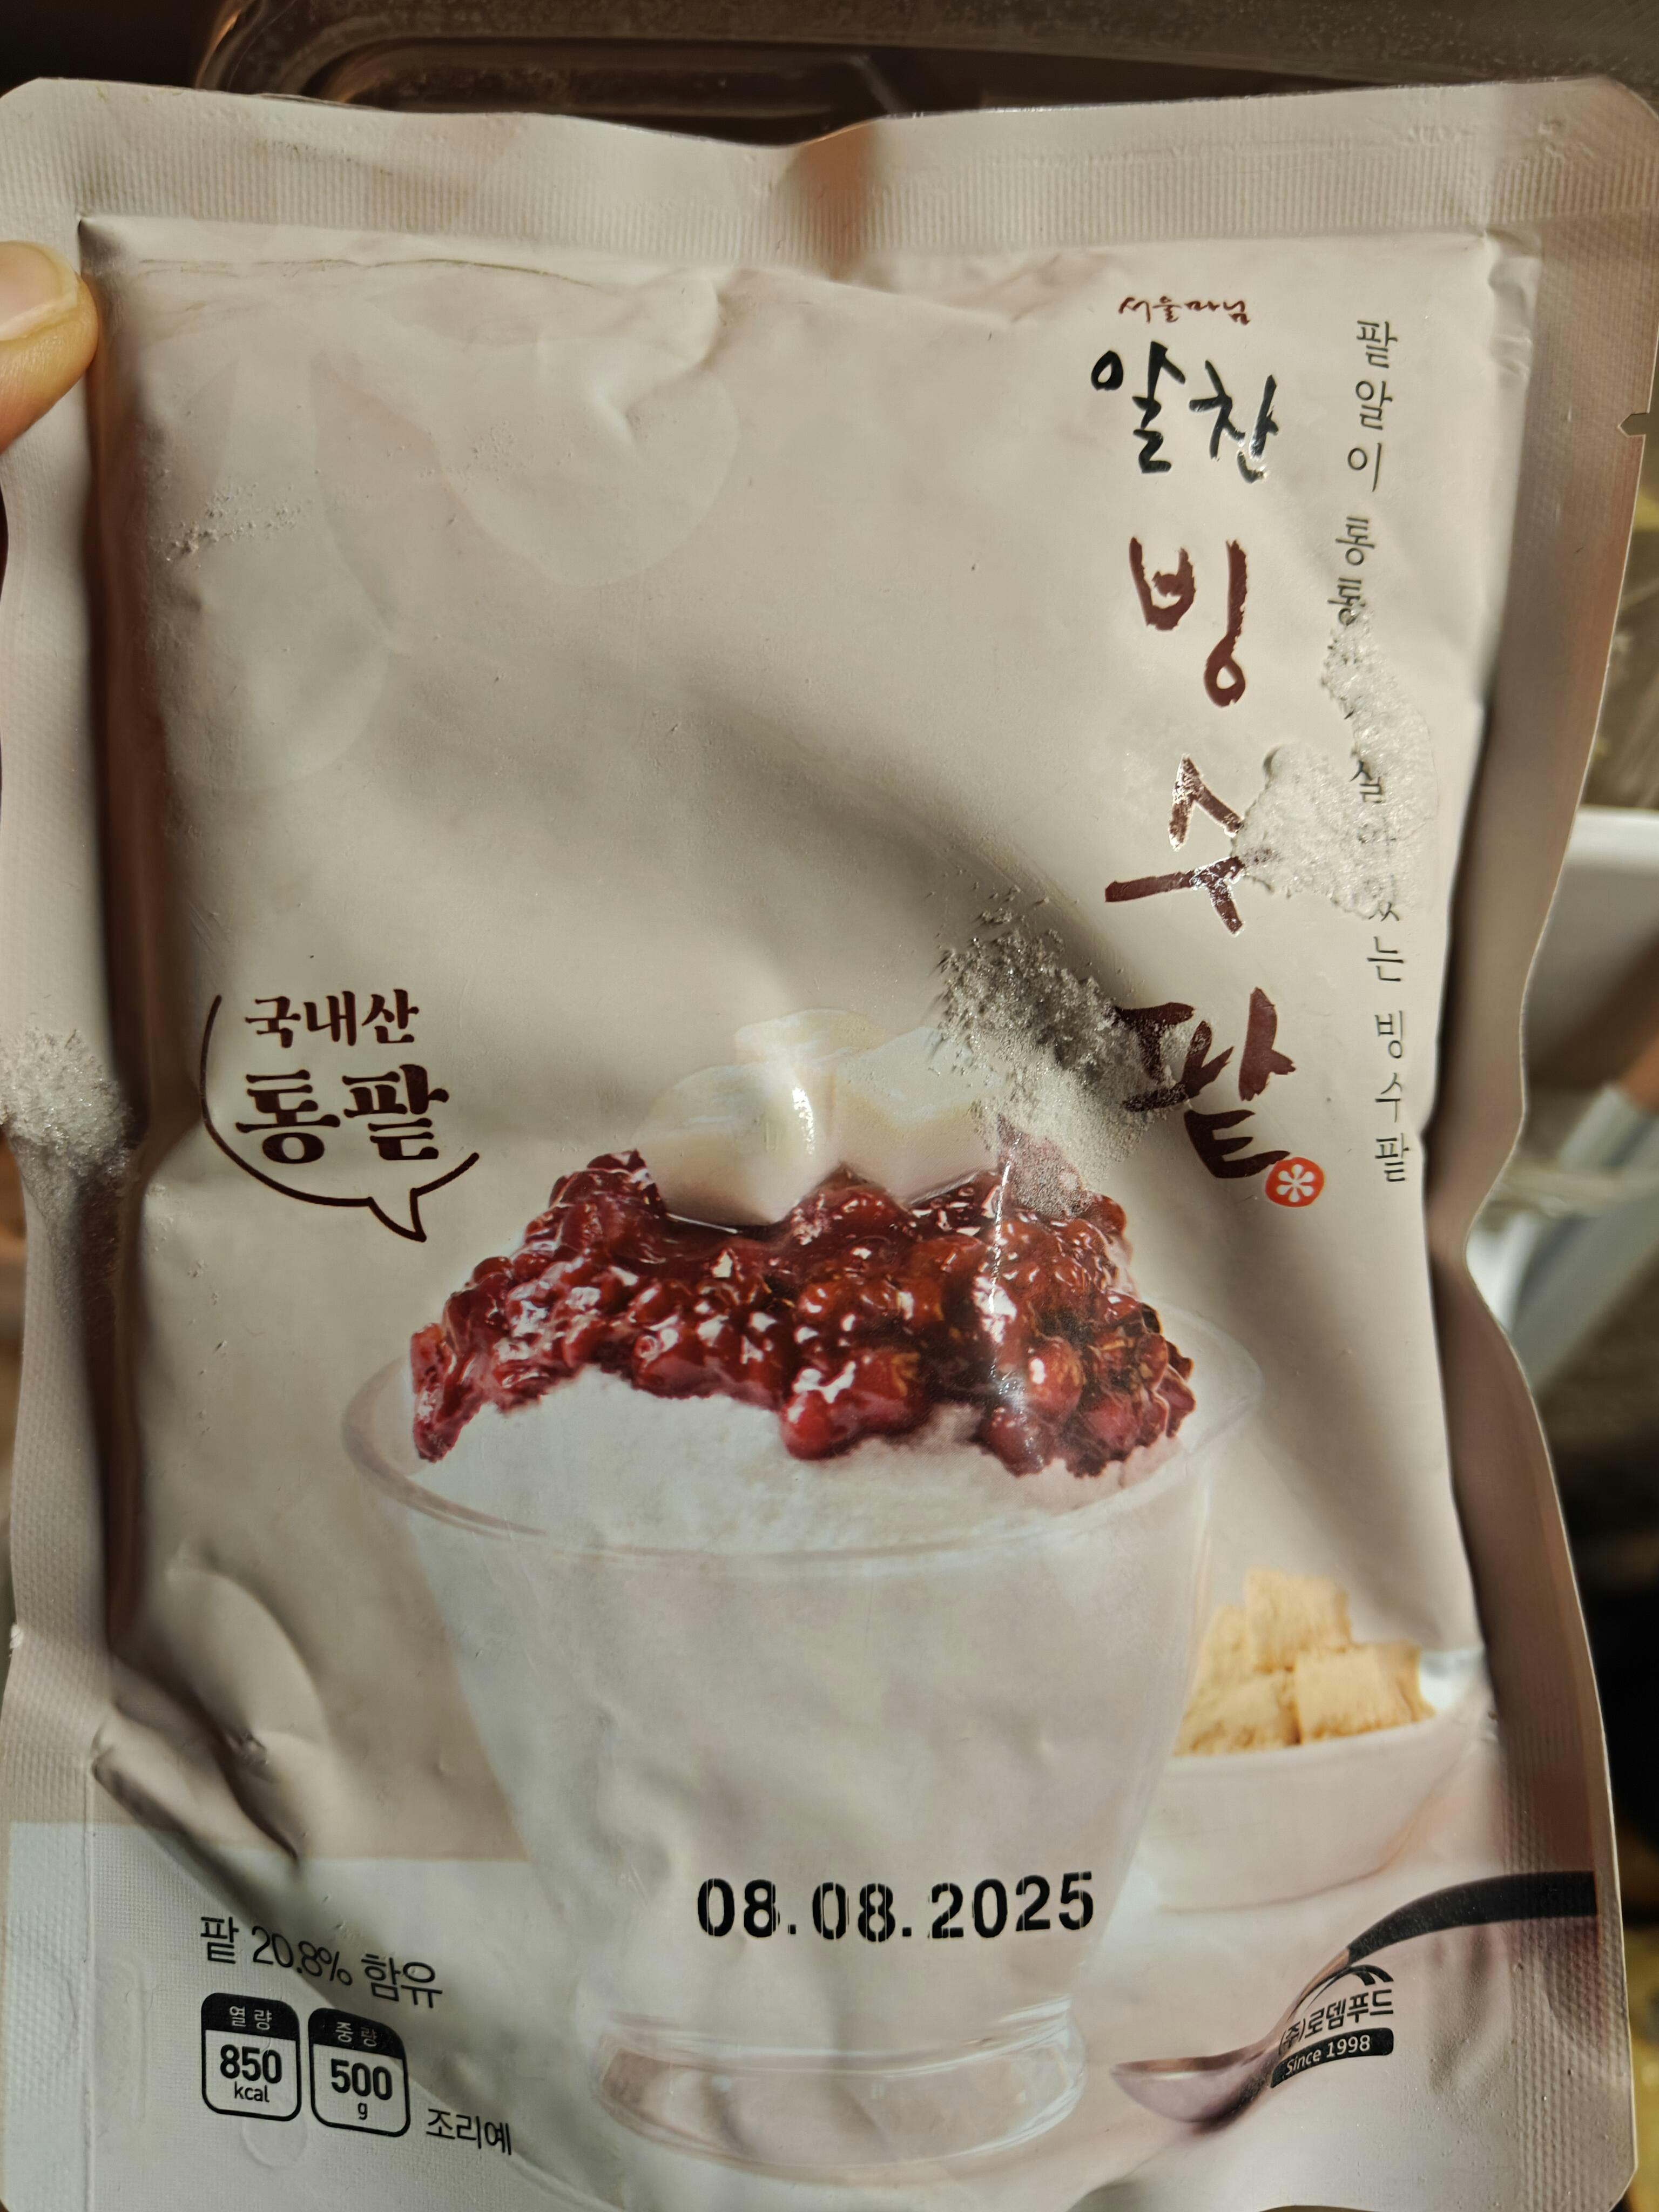 서울마님
알찬
빙수팥
팥알이 통통 살 있는 빙수팥
국내산
통팥
08.08.2025
팥 20.8% 함유
열량
850
kcal
중량
500
g
조리예
(주)로뎀푸드
Since 1998